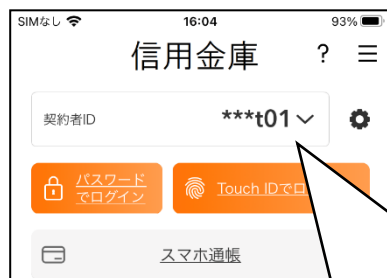 SIMなし 16:04 93%
信用金庫 ?
契約者ID ***t01
パスワード
でログイン
Touch IDでロ
スマホ通帳